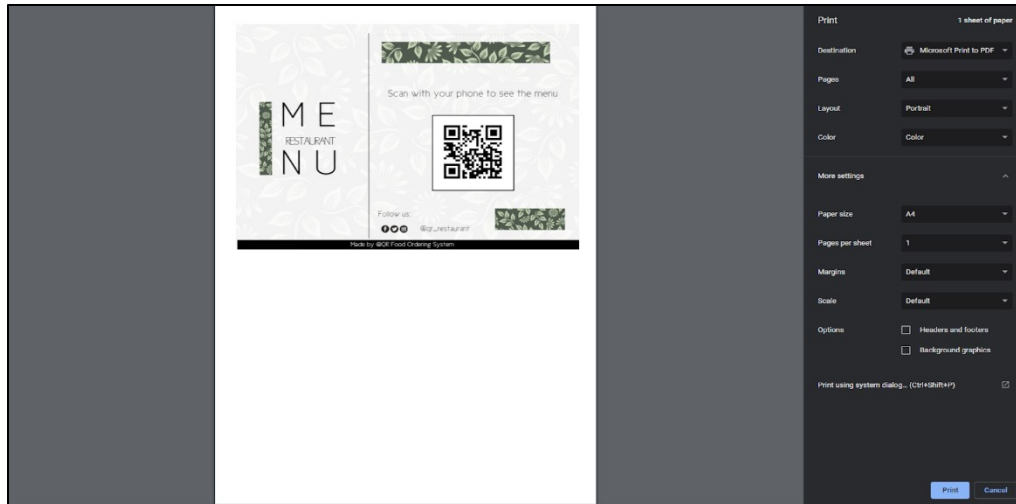 M E
RESTAURANT
N U
Scan with your phone to see the menu
Follow us:
@qr_restaurant
Made by @QR Food Ordering System
Print
1 sheet of paper
Destination
Microsoft Print to PDF
Pages
All
Layout
Portrait
Color
Color
More settings
Paper size
A4
Pages per sheet
1
Margins
Default
Scale
Default
Options
Headers and footers
Background graphics
Print using system dialog... (Ctrl+Shift+P)
Print
Cancel